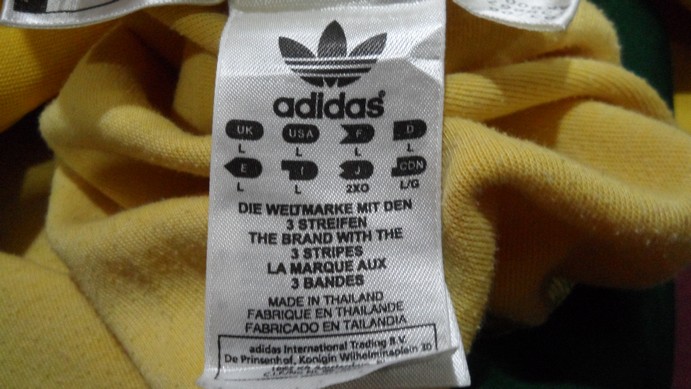 adidas®
UK USA F D
L L L L
E I J CDN
L L 2XO L/G
DIE WELTMARKE MIT DEN
3 STREIFEN
THE BRAND WITH THE
3 STRIPES
LA MARQUE AUX
3 BANDES
MADE IN THAILAND
FABRIQUE EN THAILANDE
FABRICADO EN TAILANDIA
adidas International Trading B.V.
De Prinsenhof, Konigin Wilhelminaplein 30